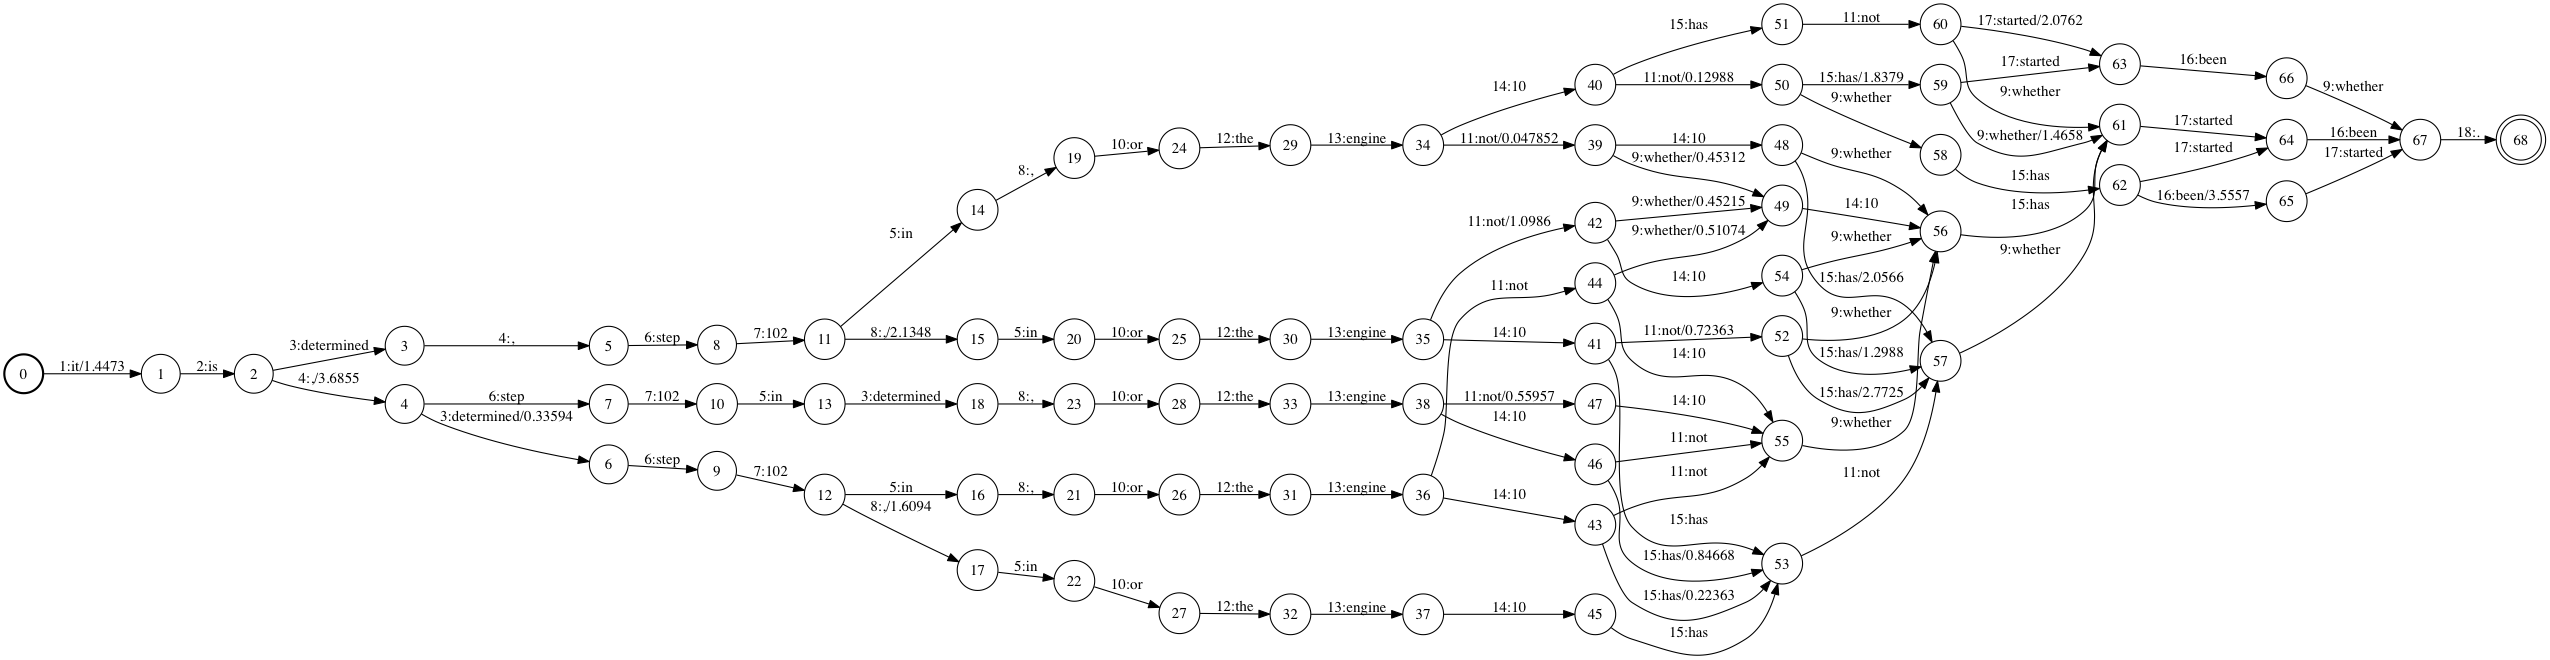 15:has
51
11:not
60
17:started/2.0762
63
16:been
66
9:whether
14:10
40
11:not/0.12988
50
15:has/1.8379
59
17:started
9:whether
9:whether
61
17:started
64
16:been
67
18:.
68
19
10:or
24
12:the
29
13:engine
34
11:not/0.047852
39
14:10
48
9:whether/1.4658
58
8:,
9:whether/0.45312
9:whether
15:has
62
17:started
17:started
16:been/3.5557
65
14
5:in
11:not/1.0986
42
9:whether/0.45215
49
14:10
15:has
9:whether/0.51074
9:whether
56
9:whether
11:not
44
14:10
54
15:has/2.0566
0
1:it/1.4473
1
2:is
2
3:determined
3
4:,
5
6:step
8
7:102
11
8:,/2.1348
15
5:in
20
10:or
25
12:the
30
13:engine
35
14:10
41
11:not/0.72363
52
9:whether
14:10
15:has/1.2988
57
4:,/3.6855
4
6:step
7
7:102
10
5:in
13
3:determined
18
8:,
23
10:or
28
12:the
33
13:engine
38
11:not/0.55957
47
14:10
15:has/2.7725
3:determined/0.33594
14:10
9:whether
6
6:step
9
7:102
12
5:in
16
8:,
21
10:or
26
12:the
31
13:engine
36
14:10
46
11:not
55
11:not
11:not
8:,/1.6094
43
15:has
17
5:in
22
10:or
15:has/0.84668
53
15:has/0.22363
27
12:the
32
13:engine
37
14:10
45
15:has